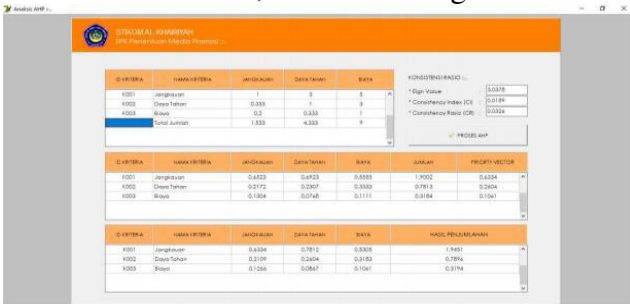 Analisis AHP :.
STIKOM AL KHAIRIYAH
SPK Penentuan Media Promosi :.
ID KRITERIA NAMA KRITERIA JANGKAUAN DAYA TAHAN BIAYA
K001 Jangkauan 1 3 5
K002 Daya Tahan 0.333 1 3
K003 Biaya 0.2 0.333 1
Total Jumlah 1.533 4.333 9
KONSISTENSI RASIO :.
* Eign Value : 3.0378
* Consistency Index (CI) : 0.0189
* Consistency Rasio (CR) : 0.0326
PROSES AHP
ID KRITERIA NAMA KRITERIA JANGKAUAN DAYA TAHAN BIAYA JUMLAH PRIORITY VECTOR
K001 Jangkauan 0.6523 0.6923 0.5555 1.9002 0.6334
K002 Daya Tahan 0.2172 0.2307 0.3333 0.7813 0.2604
K003 Biaya 0.1304 0.0768 0.1111 0.3184 0.1061
ID KRITERIA NAMA KRITERIA JANGKAUAN DAYA TAHAN BIAYA HASIL PENJUMLAHAN
K001 Jangkauan 0.6334 0.7812 0.5305 1.9451
K002 Daya Tahan 0.2109 0.2604 0.3183 0.7896
K003 Biaya 0.1266 0.0867 0.1061 0.3194